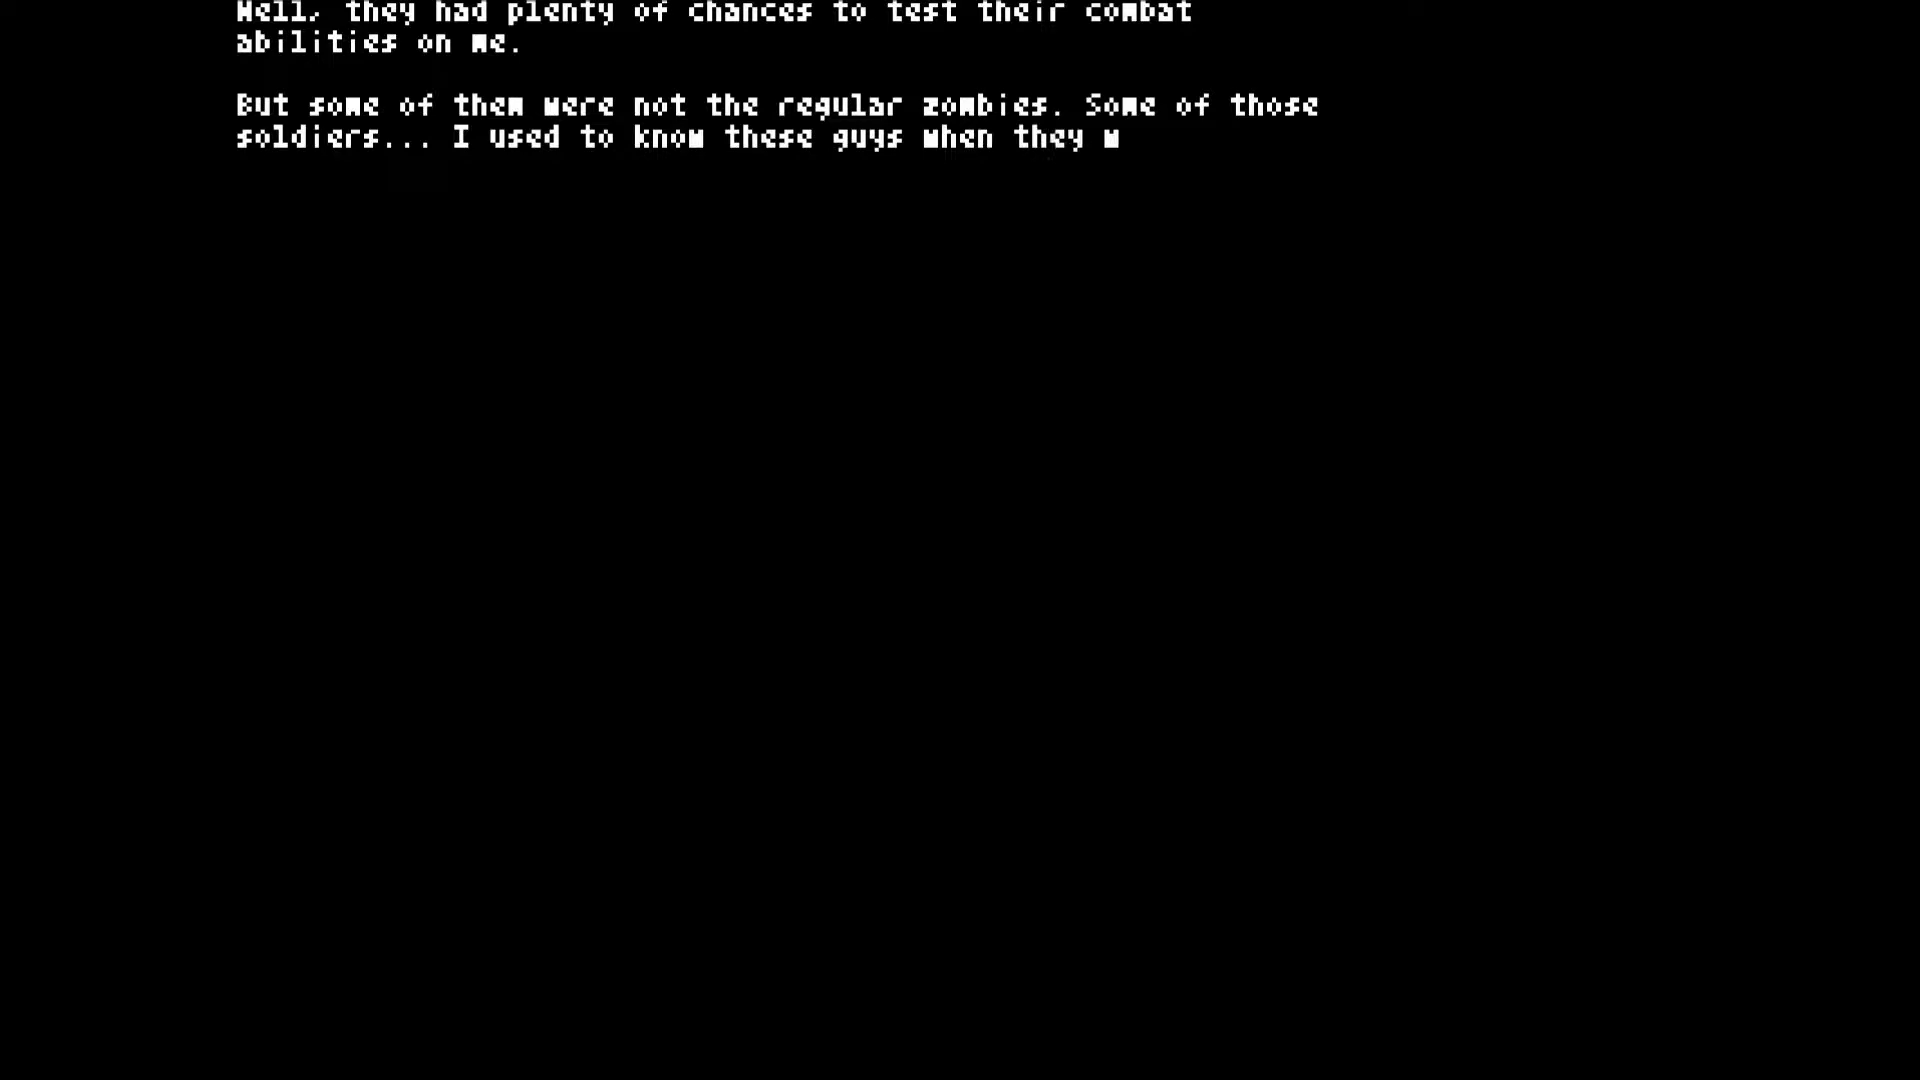 Well, they had plenty of chances to test their combat
abilities on me.
But some of them were not the regular zombies. Some of those
soldiers... I used to know these guys when they w